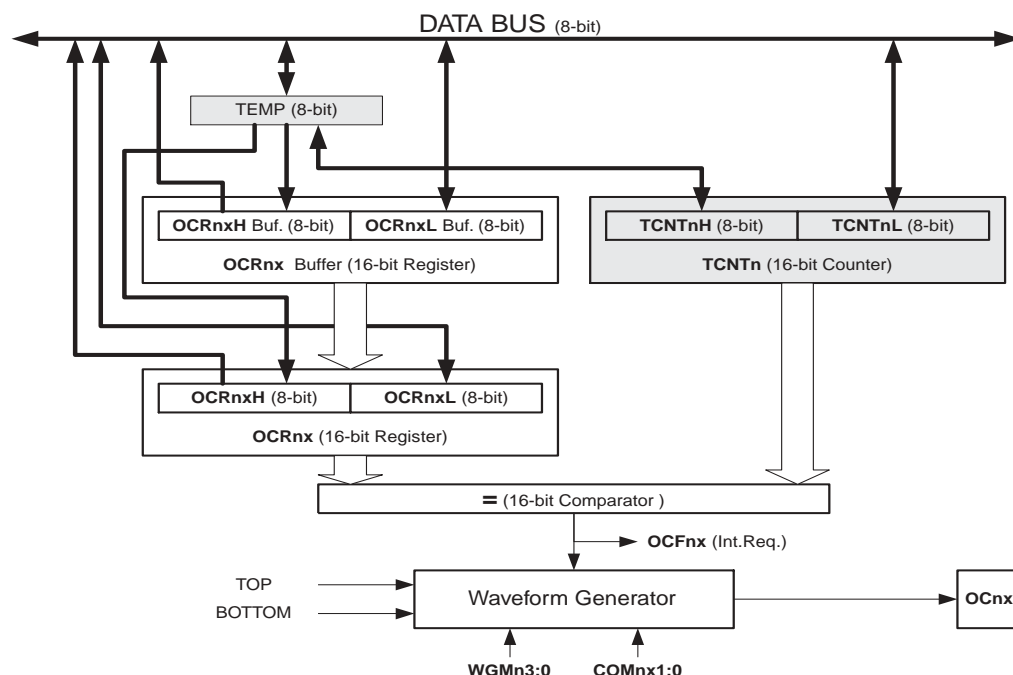 DATA BUS (8-bit)
TEMP (8-bit)
OCRnxH Buf. (8-bit) OCRnxL Buf. (8-bit)
OCRnx Buffer (16-bit Register)
TCNTnH (8-bit) TCNTnL (8-bit)
TCNTn (16-bit Counter)
OCRnxH (8-bit) OCRnxL (8-bit)
OCRnx (16-bit Register)
= (16-bit Comparator )
OCFnx (Int.Req.)
TOP
BOTTOM
Waveform Generator
OCnx
WGMn3:0 COMnx1:0